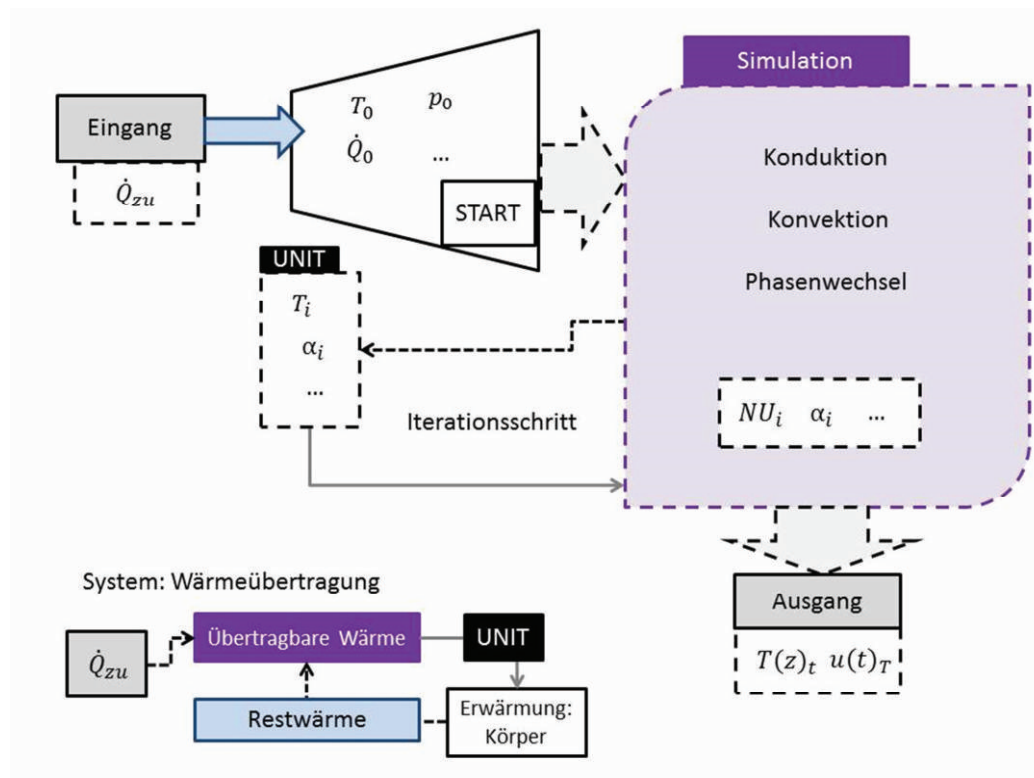 Simulation
Eingang
Q̇zu
T0 p0
Q̇0 ...
START
Konduktion
Konvektion
Phasenwechsel
UNIT
Ti
αi
...
Iterationsschritt
NUi αi ...
Ausgang
T(z)t u(t)T
System: Wärmeübertragung
Q̇zu
Übertragbare Wärme
UNIT
Restwärme
Erwärmung:
Körper